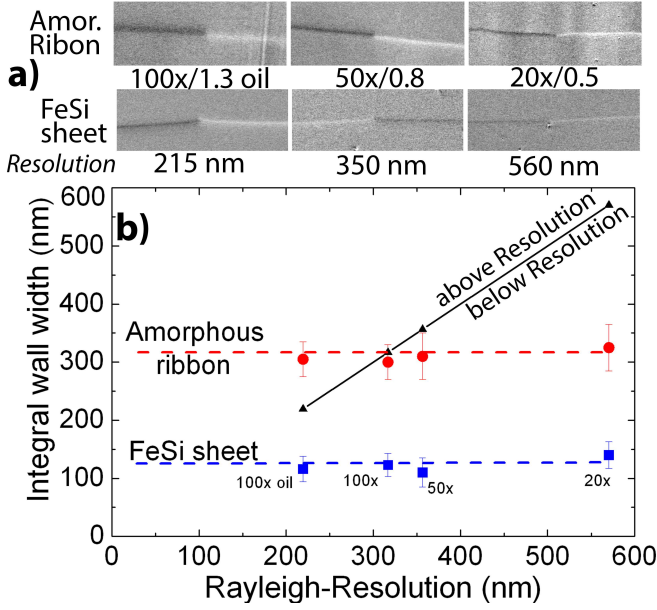 Amor.
Ribon
a)
100x/1.3 oil 50x/0.8 20x/0.5
FeSi
sheet
Resolution 215 nm 350 nm 560 nm
b)
Integral wall width (nm)
600
500
400
300
200
100
0
above Resolution
below Resolution
Amorphous
ribbon
FeSi sheet
100x oil 100x 50x 20x
0 100 200 300 400 500 600
Rayleigh-Resolution (nm)